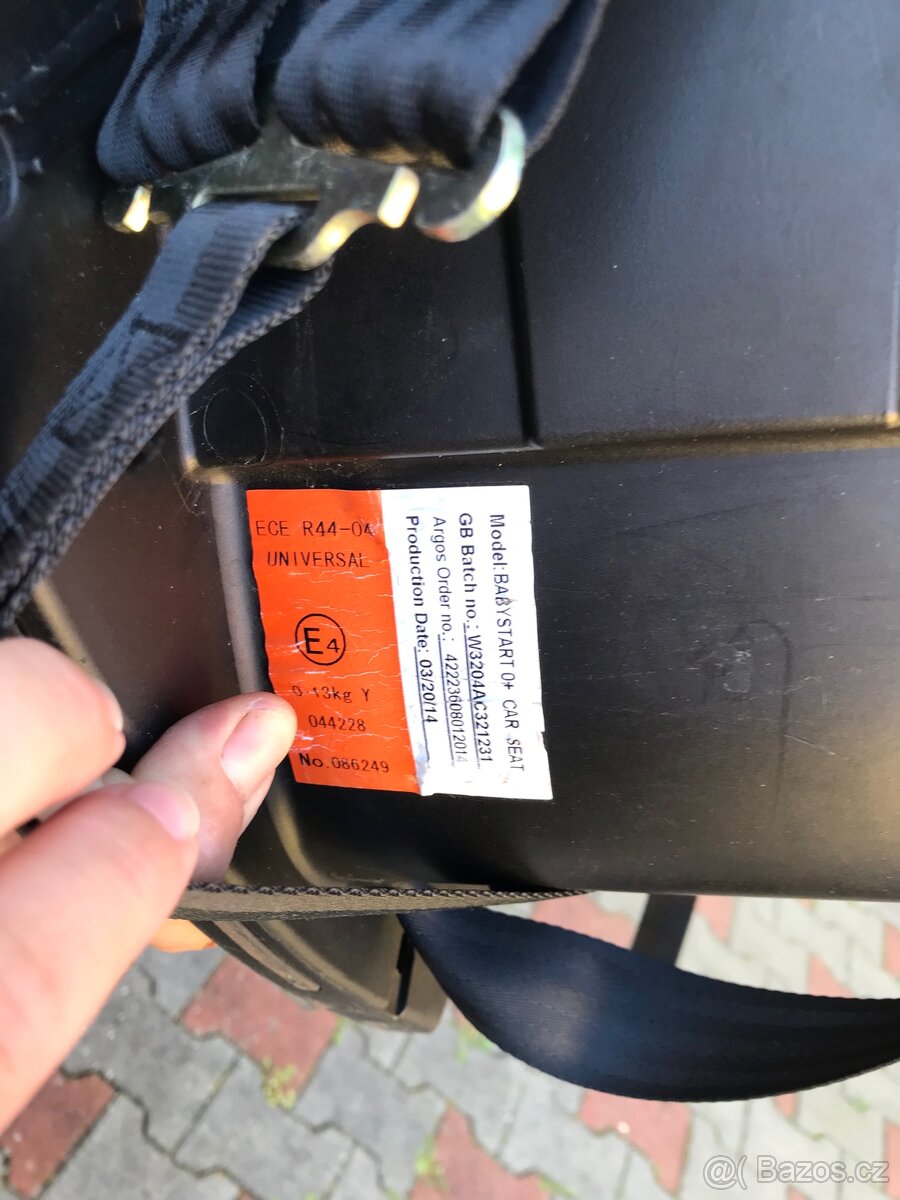 ECE R44-04
UNIVERSAL
E4
0-13kg Y
044228
No.086249
Model:BABYSTART 0+ CAR SEAT
GB Batch no.: W3204AC321231
Argos Order no.: 42223608012014
Production Date: 03/20/14
@( Bazos.cz